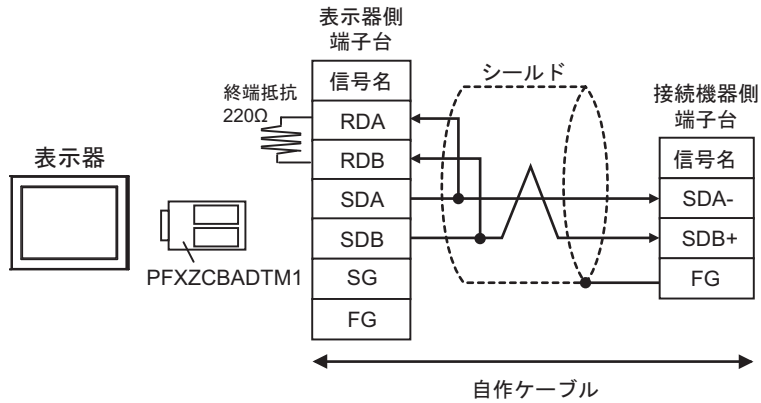 表示器側
端子台
信号名
RDA
RDB
SDA
SDB
SG
FG
終端抵抗
220Ω
表示器
PFXZCBADTM1
シールド
接続機器側
端子台
信号名
SDA-
SDB+
FG
自作ケーブル